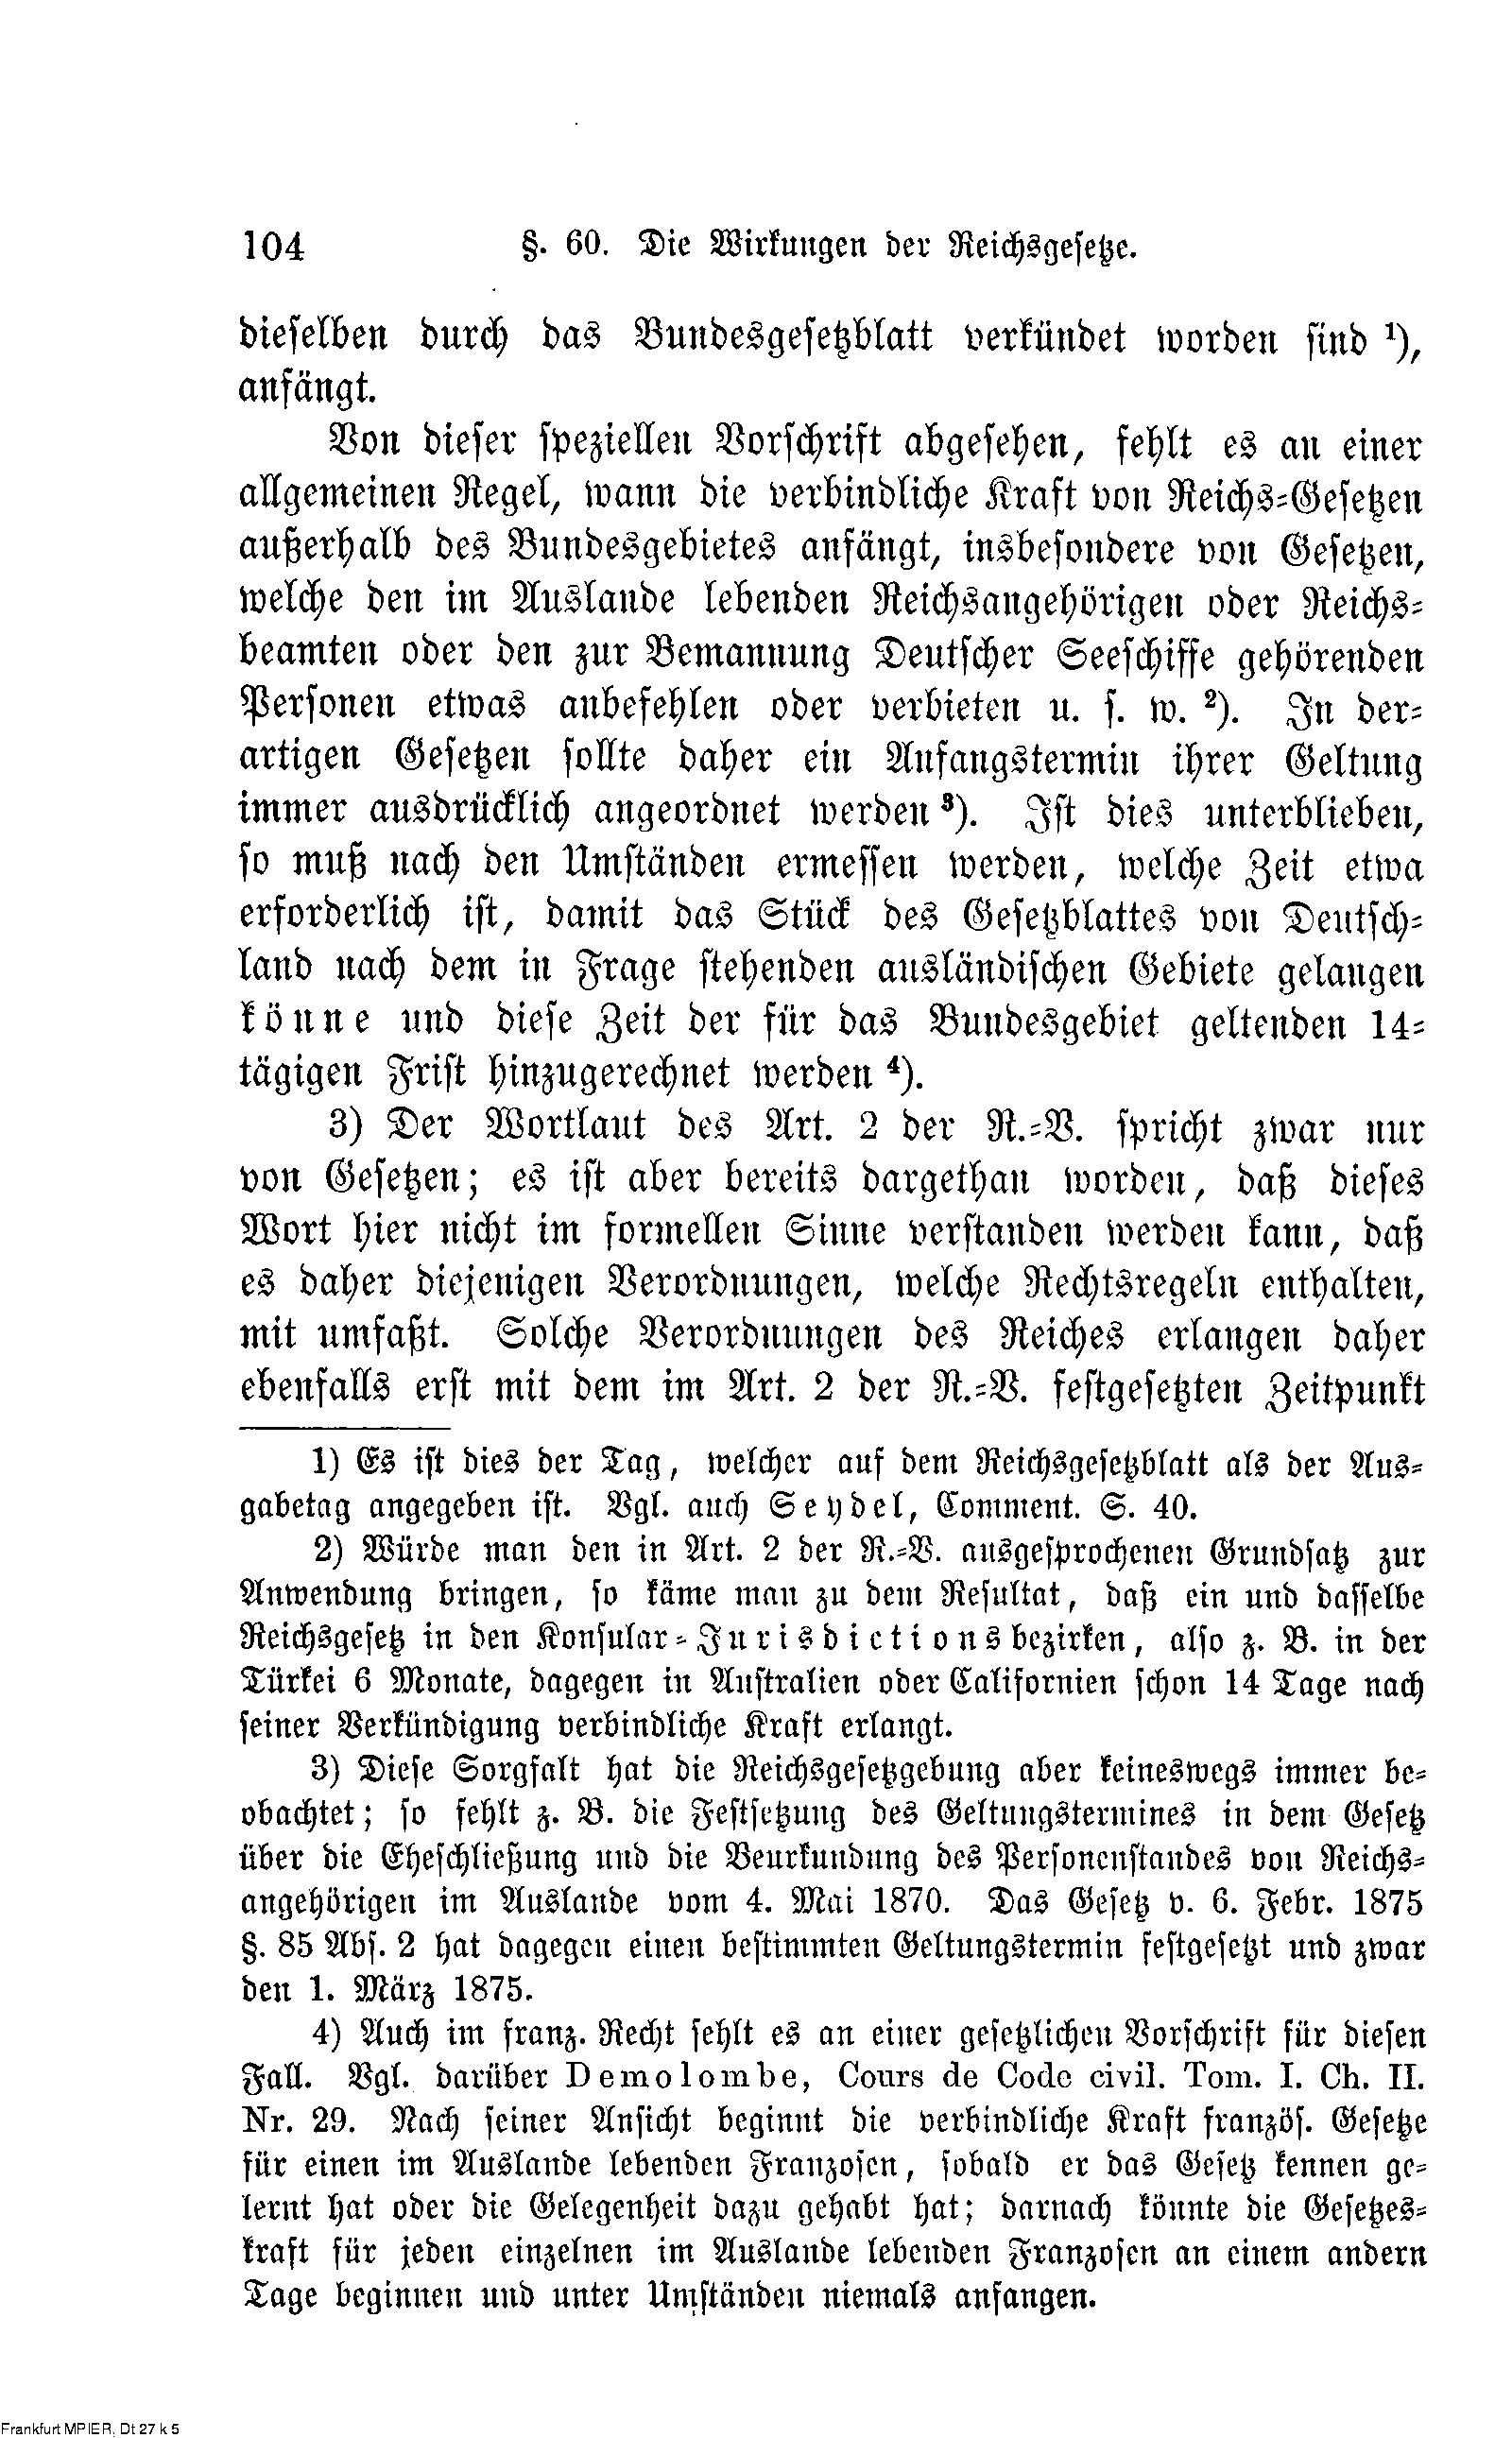 104 §. 60. Die Wirkungen der Reichsgesetze.
dieselben durch das Bundesgesetzblatt verkündet worden sind ¹),
anfängt.
Von dieser speziellen Vorschrift abgesehen, fehlt es an einer
allgemeinen Regel, wann die verbindliche Kraft von Reichs-Gesetzen
außerhalb des Bundesgebietes anfängt, insbesondere von Gesetzen,
welche den im Auslande lebenden Reichsangehörigen oder Reichs-
beamten oder den zur Bemannung Deutscher Seeschiffe gehörenden
Personen etwas anbefehlen oder verbieten u. s. w. ²). In der-
artigen Gesetzen sollte daher ein Anfangstermin ihrer Geltung
immer ausdrücklich angeordnet werden ³). Ist dies unterblieben,
so muß nach den Umständen ermessen werden, welche Zeit etwa
erforderlich ist, damit das Stück des Gesetzblattes von Deutsch-
land nach dem in Frage stehenden ausländischen Gebiete gelangen
könne und diese Zeit der für das Bundesgebiet geltenden 14-
tägigen Frist hinzugerechnet werden ⁴).
3) Der Wortlaut des Art. 2 der R.-V. spricht zwar nur
von Gesetzen; es ist aber bereits dargethan worden, daß dieses
Wort hier nicht im formellen Sinne verstanden werden kann, daß
es daher diejenigen Verordnungen, welche Rechtsregeln enthalten,
mit umfaßt. Solche Verordnungen des Reiches erlangen daher
ebenfalls erst mit dem im Art. 2 der R.-V. festgesetzten Zeitpunkt
1) Es ist dies der Tag, welcher auf dem Reichsgesetzblatt als der Aus-
gabetag angegeben ist. Vgl. auch Seydel, Comment. S. 40.
2) Würde man den in Art. 2 der R.-V. ausgesprochenen Grundsatz zur
Anwendung bringen, so käme man zu dem Resultat, daß ein und dasselbe
Reichsgesetz in den Konsular-Jurisdictionsbezirken, also z. B. in der
Türkei 6 Monate, dagegen in Australien oder Californien schon 14 Tage nach
seiner Verkündigung verbindliche Kraft erlangt.
3) Diese Sorgfalt hat die Reichsgesetzgebung aber keineswegs immer be-
obachtet; so fehlt z. B. die Festsetzung des Geltungstermines in dem Gesetz
über die Eheschließung und die Beurkundung des Personenstandes von Reichs-
angehörigen im Auslande vom 4. Mai 1870. Das Gesetz v. 6. Febr. 1875
§. 85 Abs. 2 hat dagegen einen bestimmten Geltungstermin festgesetzt und zwar
den 1. März 1875.
4) Auch im franz. Recht fehlt es an einer gesetzlichen Vorschrift für diesen
Fall. Vgl. darüber Demolombe, Cours de Code civil. Tom. I. Ch. II.
Nr. 29. Nach seiner Ansicht beginnt die verbindliche Kraft französ. Gesetze
für einen im Auslande lebenden Franzosen, sobald er das Gesetz kennen ge-
lernt hat oder die Gelegenheit dazu gehabt hat; darnach könnte die Gesetzes-
kraft für jeden einzelnen im Auslande lebenden Franzosen an einem andern
Tage beginnen und unter Umständen niemals anfangen.
Frankfurt MPIER, Dt 27 k 5